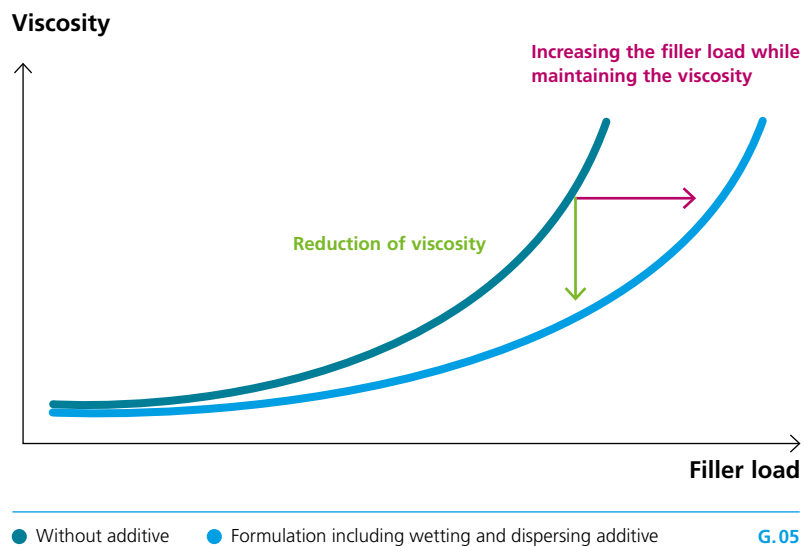 Viscosity
Increasing the filler load while
maintaining the viscosity
Reduction of viscosity
Filler load
Without additive
Formulation including wetting and dispersing additive
G.05